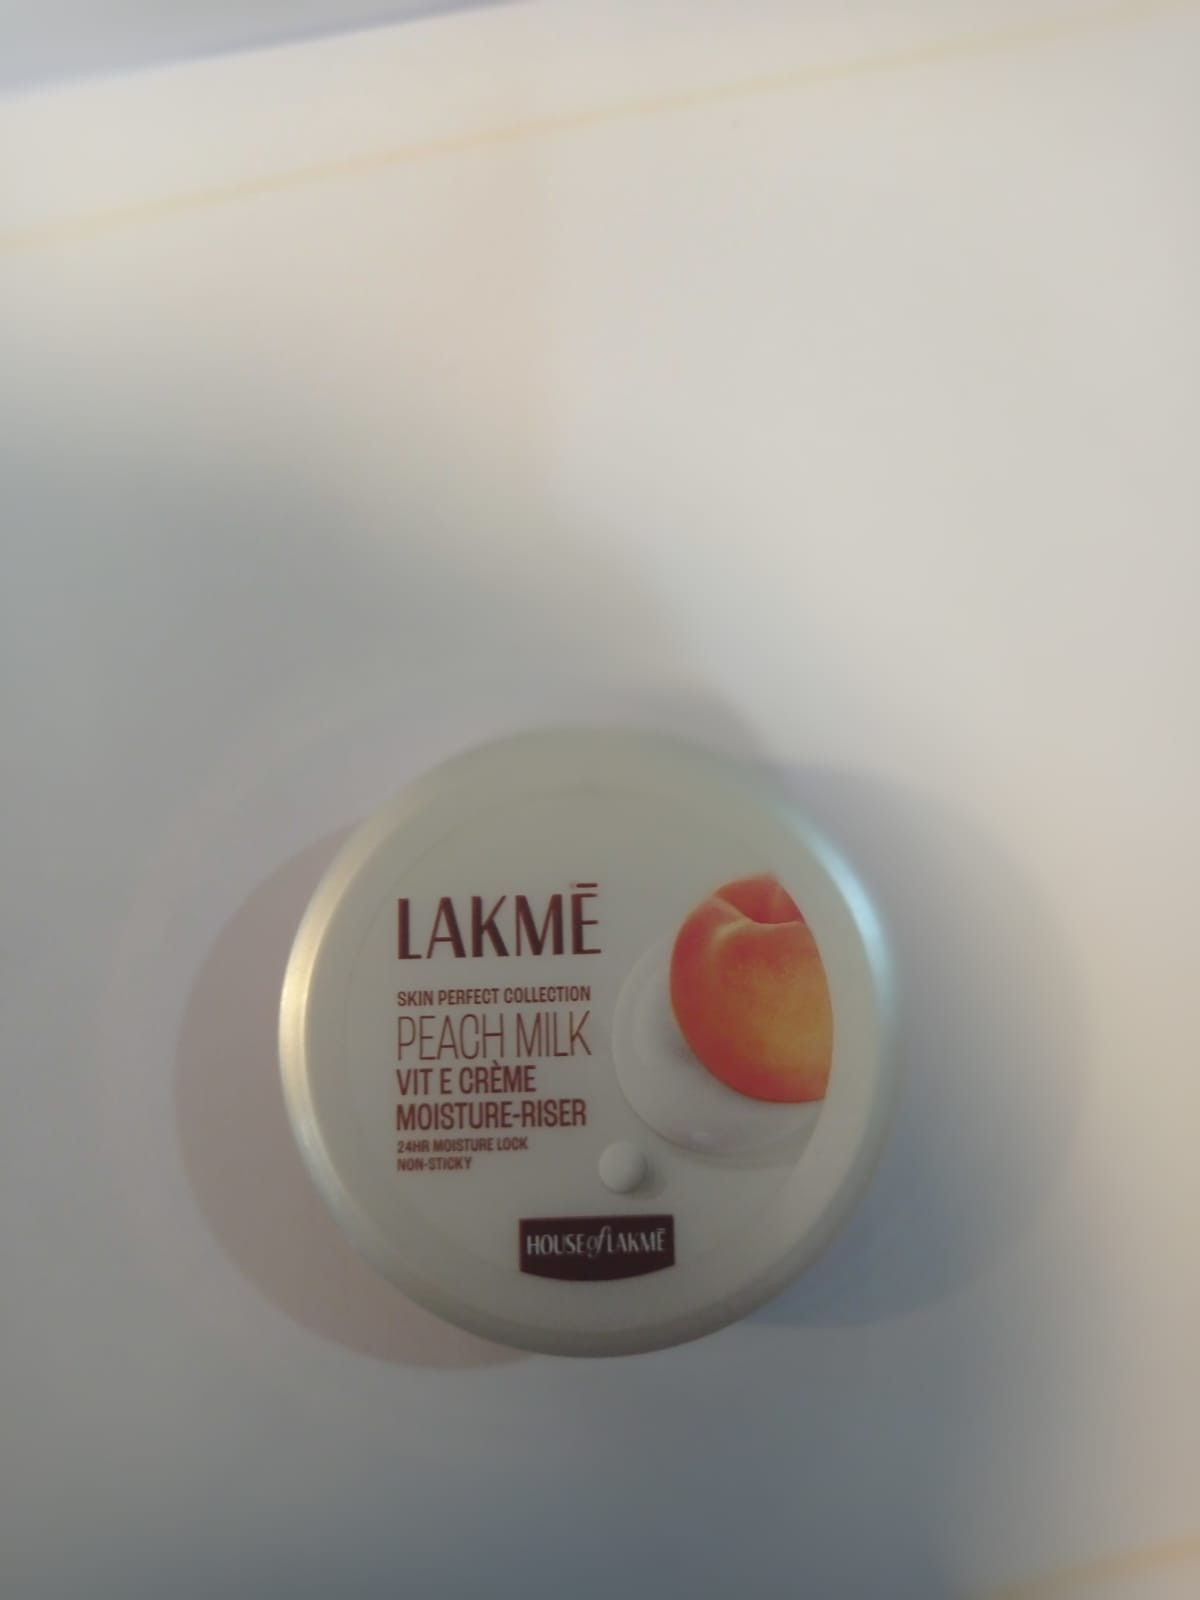 LAKMĒ
SKIN PERFECT COLLECTION
PEACH MILK
VIT E CRÈME
MOISTURE-RISER
24HR MOISTURE LOCK
NON-STICKY
HOUSE of LAKMĒ